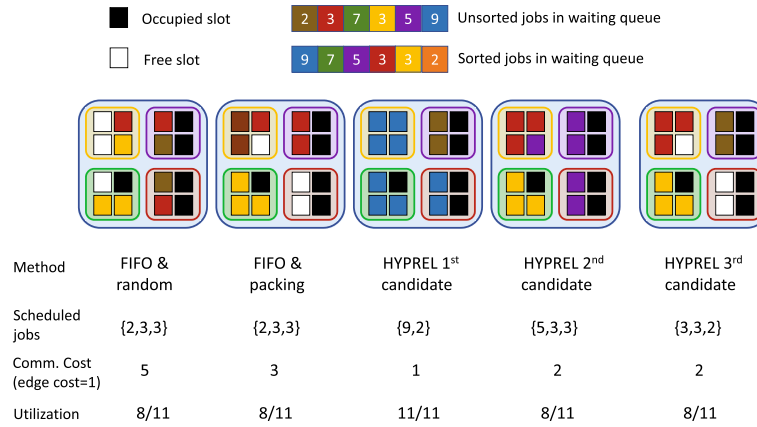 Occupied slot
2 3 7 3 5 9 Unsorted jobs in waiting queue
Free slot
9 7 5 3 3 2 Sorted jobs in waiting queue
Method FIFO & random FIFO & packing HYPREL 1st candidate HYPREL 2nd candidate HYPREL 3rd candidate
Scheduled jobs {2,3,3} {2,3,3} {9,2} {5,3,3} {3,3,2}
Comm. Cost (edge cost=1) 5 3 1 2 2
Utilization 8/11 8/11 11/11 8/11 8/11